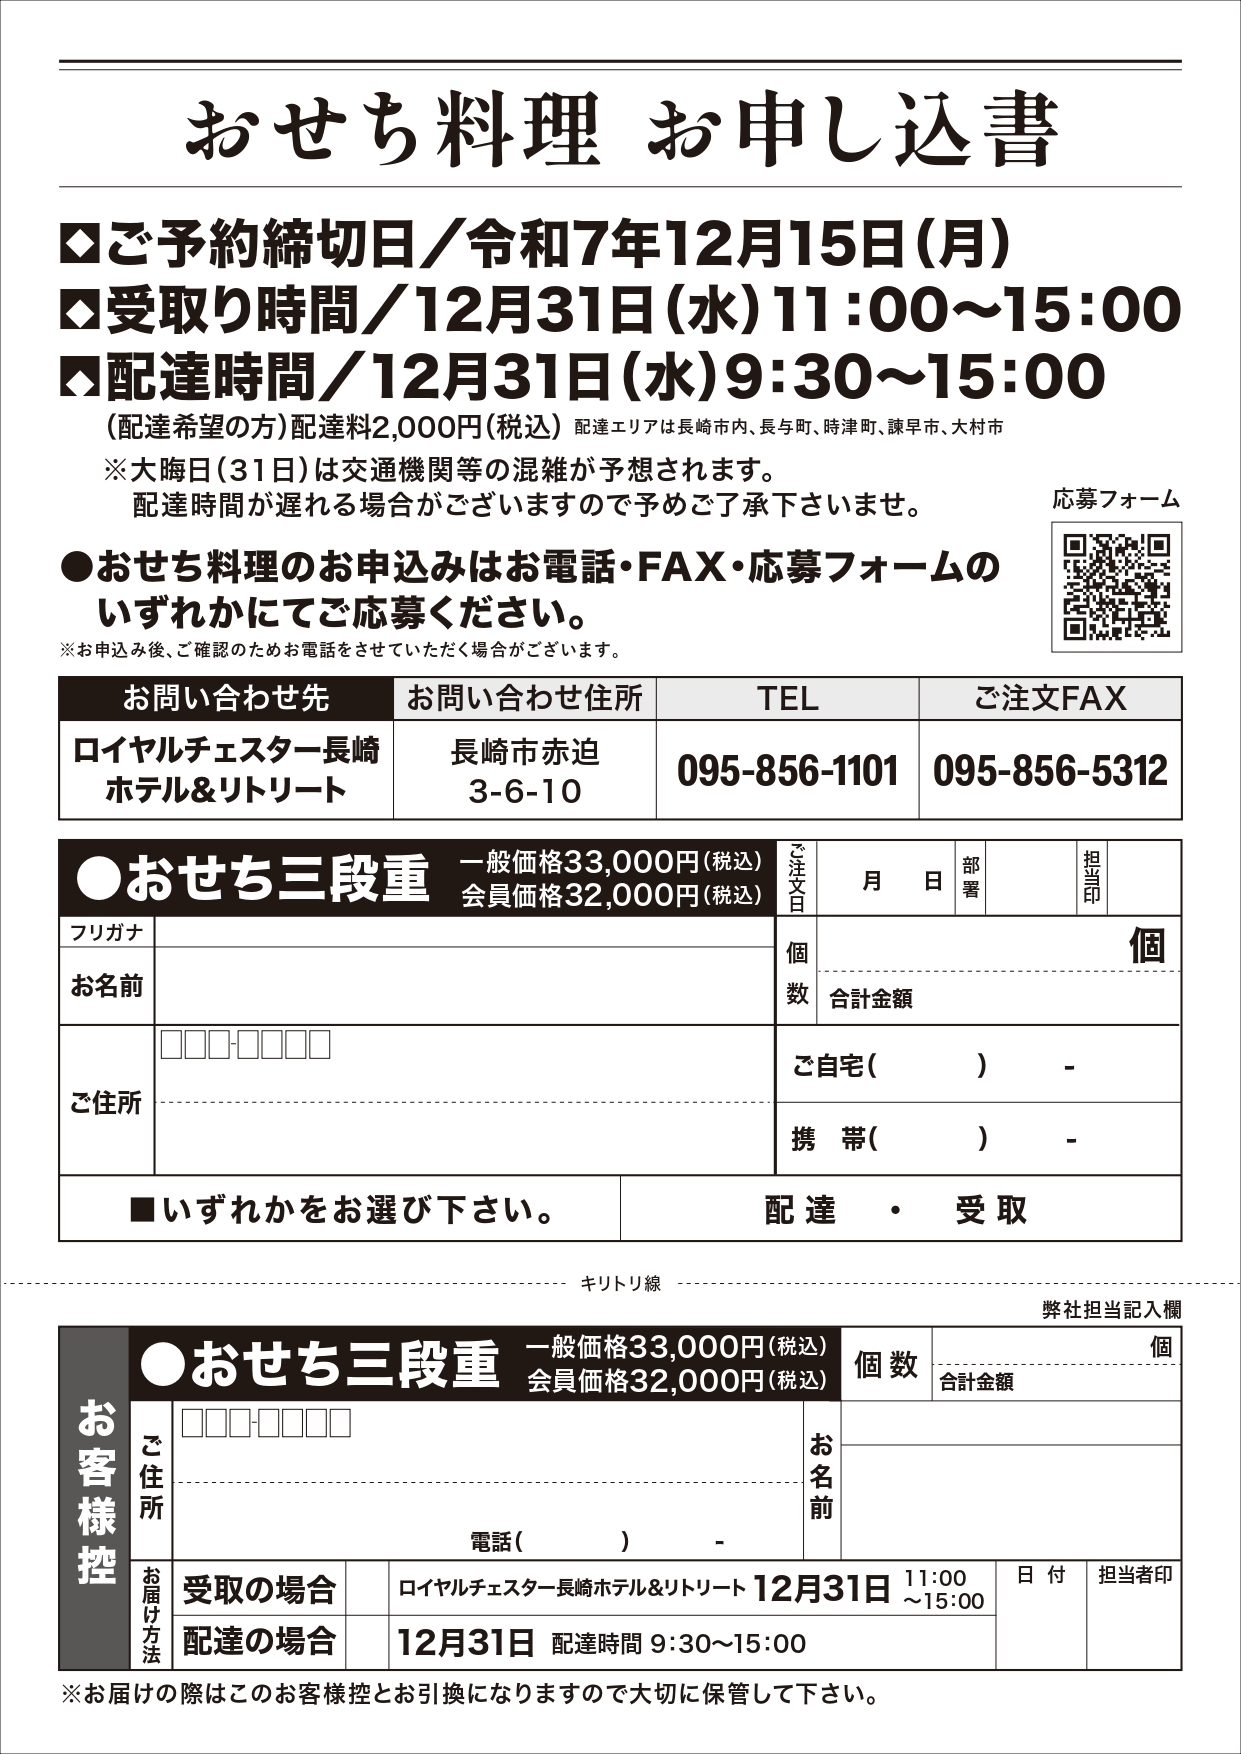 おせち料理 お申し込書
ご予約締切日／令和7年12月15日(月)
受取り時間／12月31日(水)11:00～15:00
配達時間／12月31日(水)9:30～15:00
(配達希望の方)配達料2,000円(税込) 配達エリアは長崎市内、長与町、時津町、諫早市、大村市
※大晦日(31日)は交通機関等の混雑が予想されます。
配達時間が遅れる場合がございますので予めご了承下さいませ。
応募フォーム
●おせち料理のお申込みはお電話・FAX・応募フォームの
いずれかにてご応募ください。
※お申込み後、ご確認のためお電話をさせていただく場合がございます。
お問い合わせ先 お問い合わせ住所 TEL ご注文FAX
ロイヤルチェスター長崎
ホテル&リトリート
長崎市赤迫
3-6-10
095-856-1101
095-856-5312
●おせち三段重
一般価格33,000円(税込)
会員価格32,000円(税込)
ご注文日
月 日
部署
担当印
フリガナ
お名前
個数
個
合計金額
ご住所
□□□-□□□□
ご自宅( ) -
携 帯( ) -
■いずれかをお選び下さい。
配達 ・ 受取
キリトリ線
弊社担当記入欄
お客様控
●おせち三段重
一般価格33,000円(税込)
会員価格32,000円(税込)
個数
個
合計金額
ご住所
□□□-□□□□
電話( ) -
お名前
お届け方法
受取の場合
ロイヤルチェスター長崎ホテル&リトリート 12月31日
11:00
～15:00
配達の場合
12月31日 配達時間 9:30～15:00
日 付
担当者印
※お届けの際はこのお客様控とお引換になりますので大切に保管して下さい。